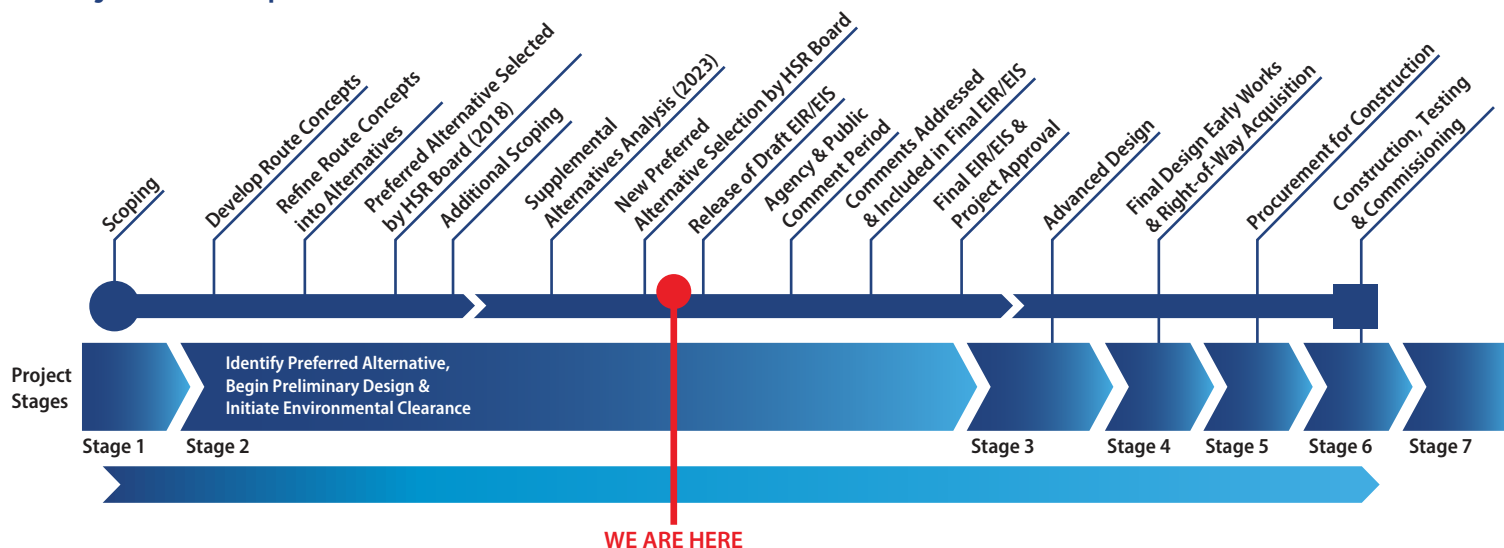 Scoping
Develop Route Concepts
Refine Route Concepts
into Alternatives
Preferred Alternative Selected
by HSR Board (2018)
Additional Scoping
Supplemental
Alternatives Analysis (2023)
New Preferred
Alternative Selection by HSR Board
Release of Draft EIR/EIS
Agency & Public
Comment Period
Comments Addressed
& Included in Final EIR/EIS
Final EIR/EIS &
Project Approval
Advanced Design
Final Design Early Works
& Right-of-Way Acquisition
Procurement for Construction
Construction, Testing
& Commissioning
Project
Stages
Identify Preferred Alternative,
Begin Preliminary Design &
Initiate Environmental Clearance
Stage 1
Stage 2
Stage 3
Stage 4
Stage 5
Stage 6
Stage 7
WE ARE HERE